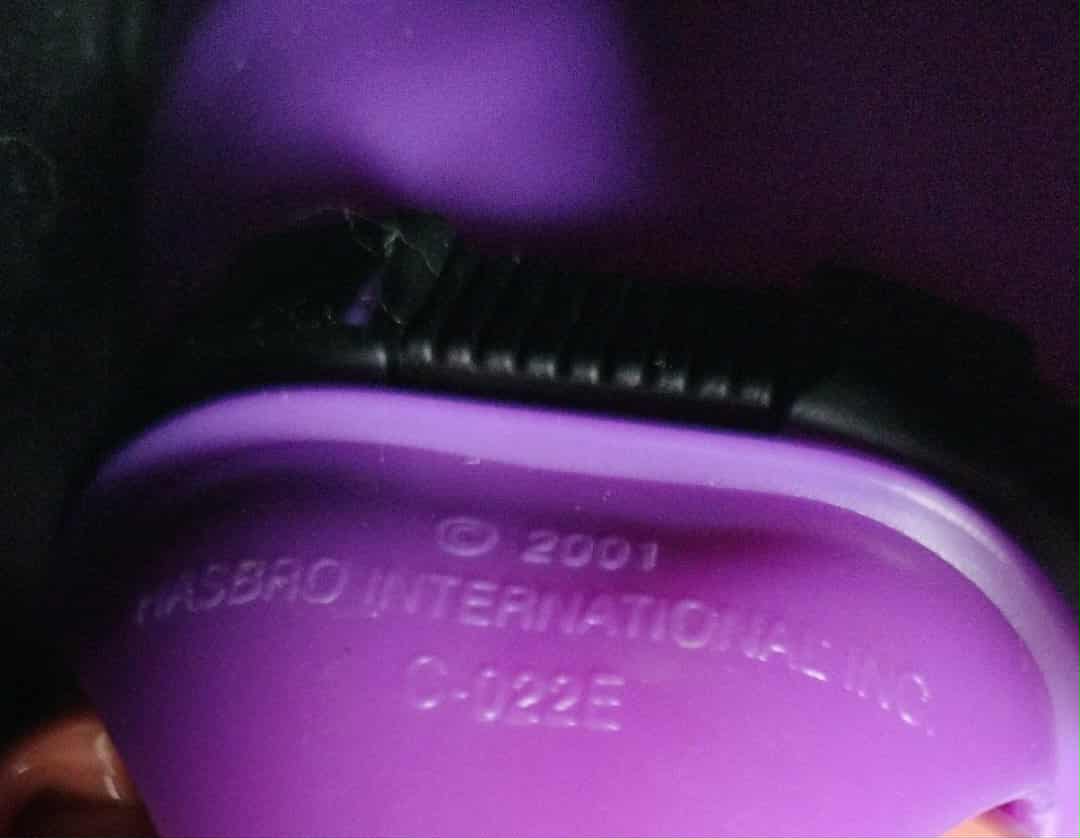 © 2001
HASBRO INTERNATIONAL INC.
C-022E